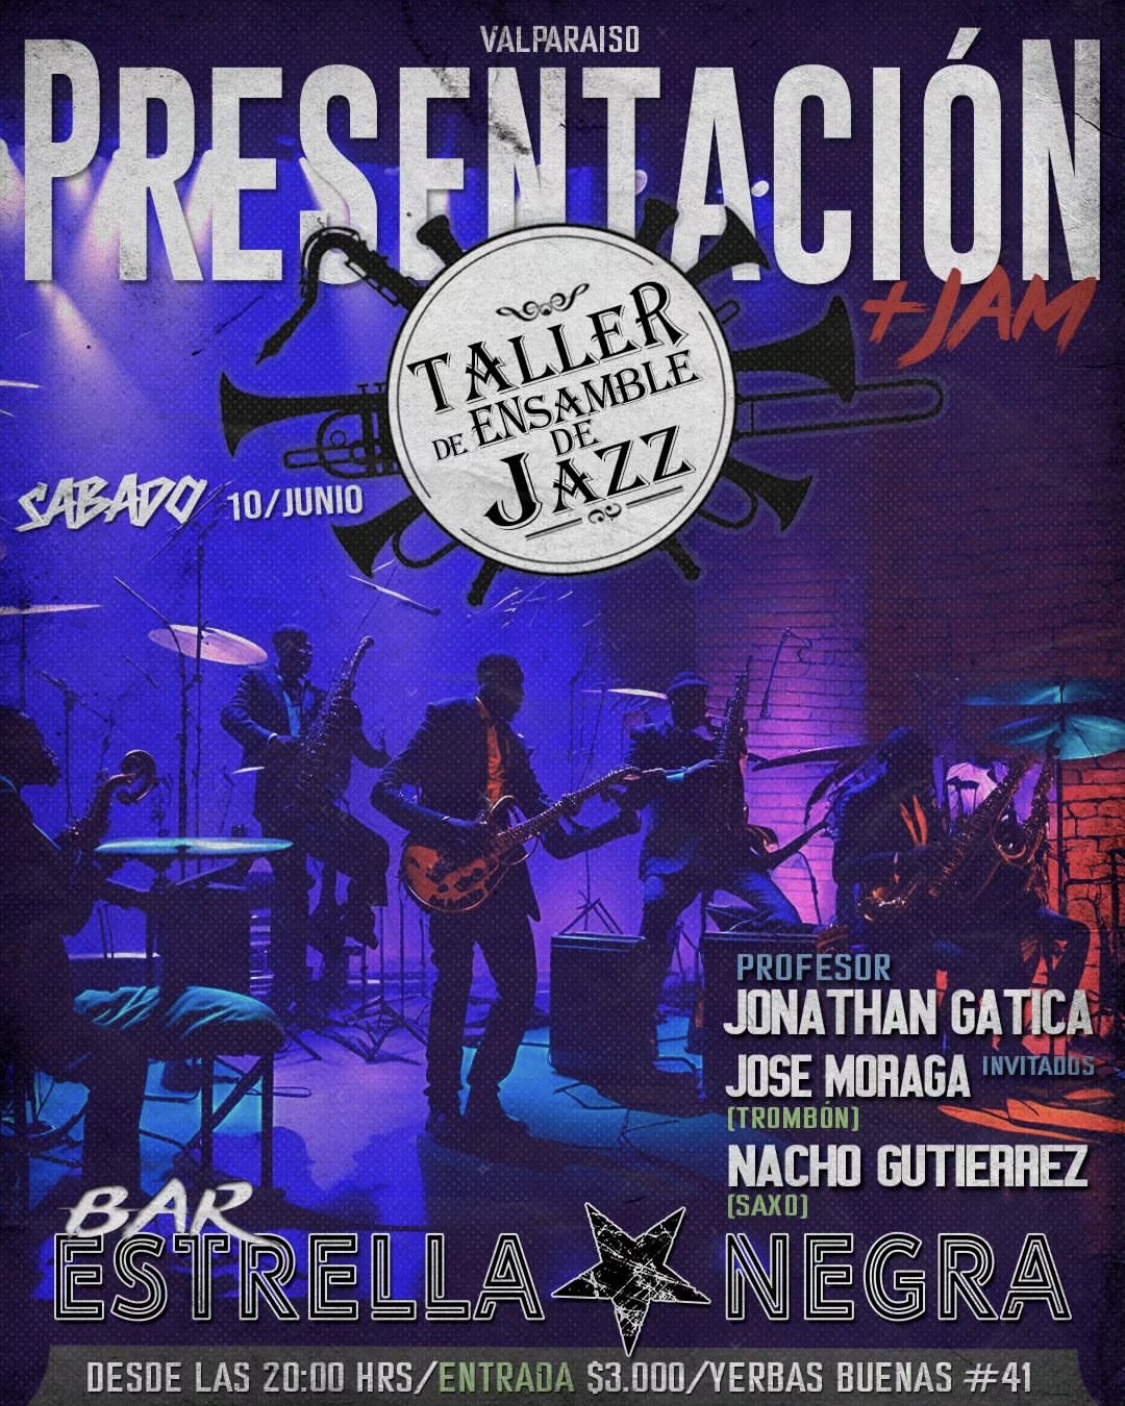 VALPARAISO
PRESENTACIÓN
+JAM
TALLER
DE ENSAMBLE
DE
JAZZ
SABADO 10/JUNIO
PROFESOR
JONATHAN GATICA
JOSE MORAGA INVITADOS
(TROMBÓN)
NACHO GUTIERREZ
(SAXO)
BAR
ESTRELLA NEGRA
DESDE LAS 20:00 HRS/ENTRADA $3.000/YERBAS BUENAS #41